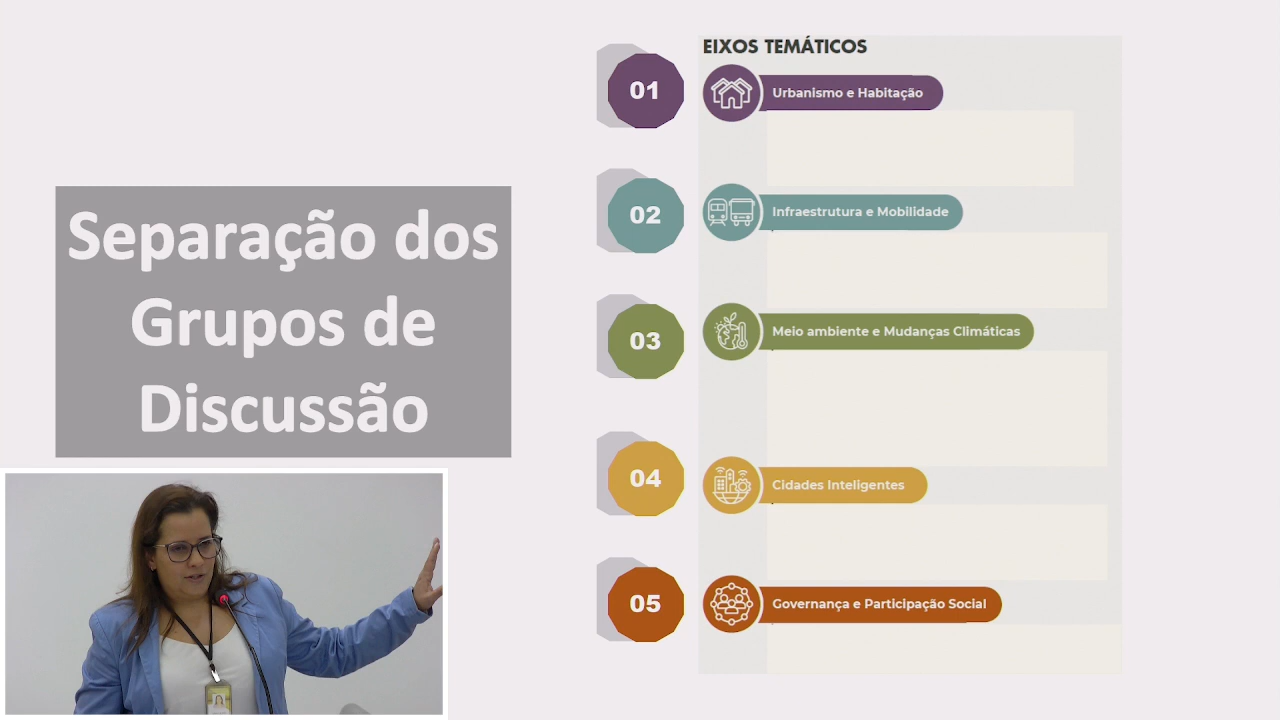 Separação dos
Grupos de
Discussão
EIXOS TEMÁTICOS
01
Urbanismo e Habitação
02
Infraestrutura e Mobilidade
03
Meio ambiente e Mudanças Climáticas
04
Cidades Inteligentes
05
Governança e Participação Social